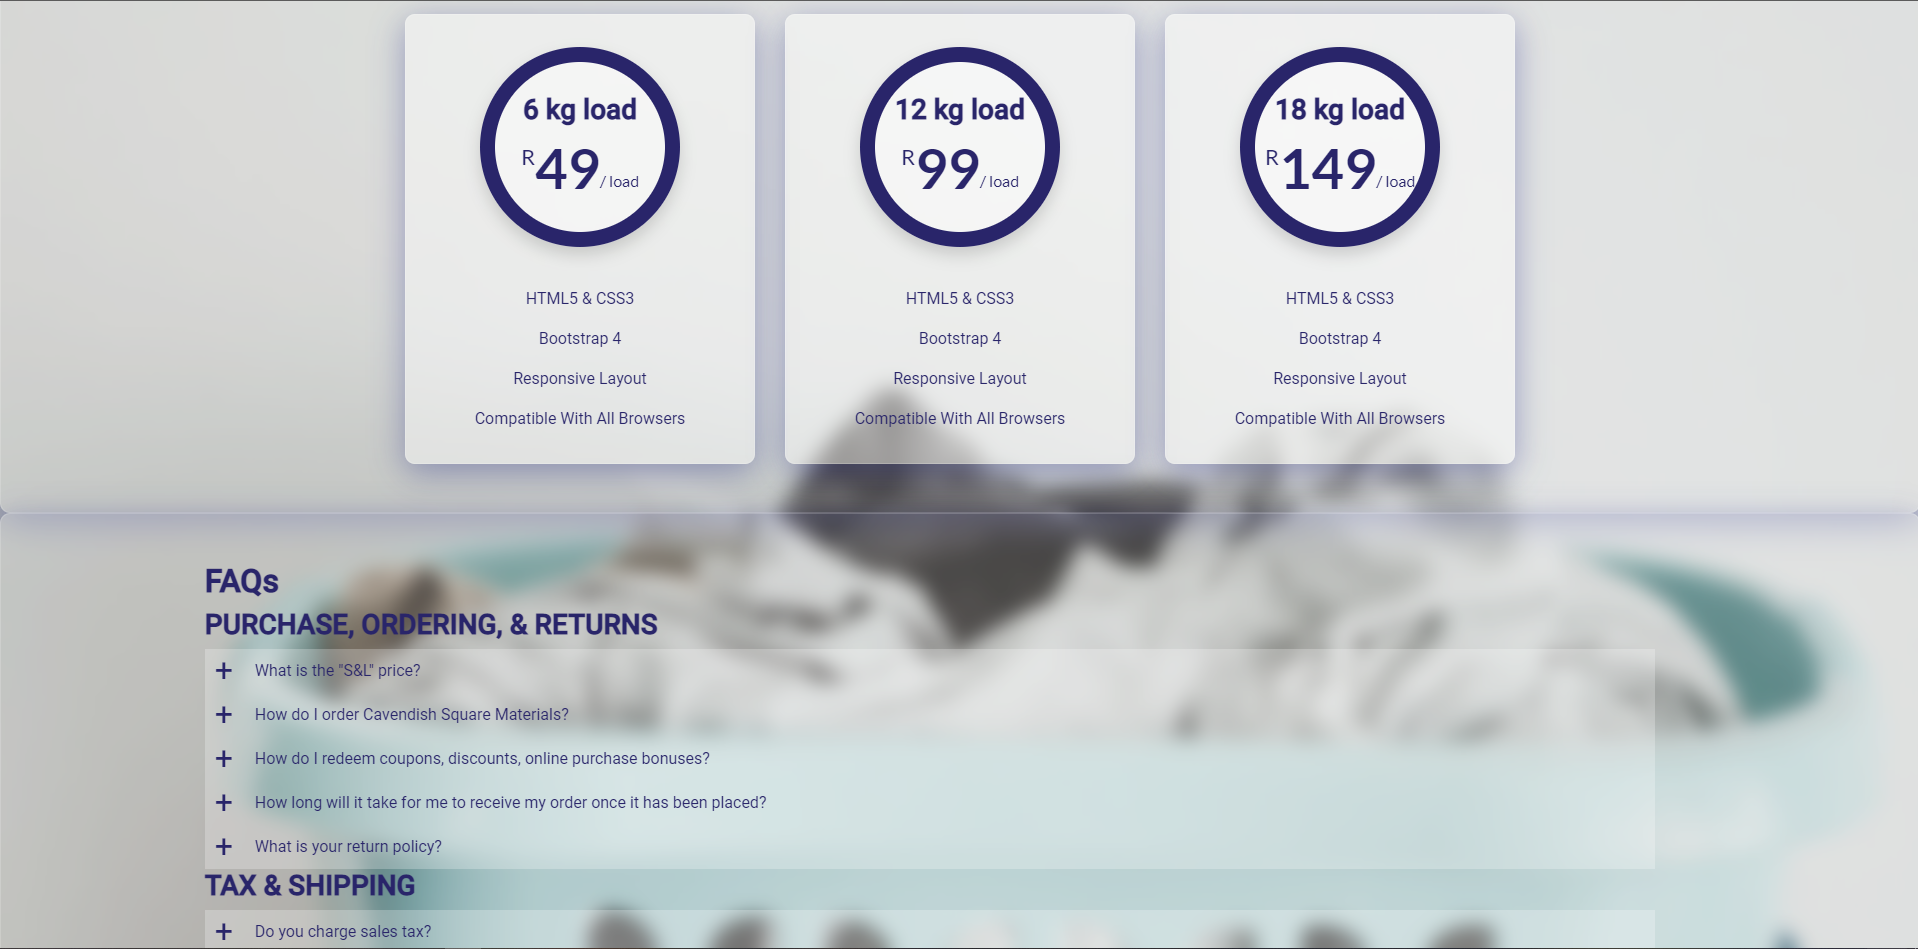 6 kg load
R49/ load
HTML5 & CSS3
Bootstrap 4
Responsive Layout
Compatible With All Browsers
12 kg load
R99/ load
HTML5 & CSS3
Bootstrap 4
Responsive Layout
Compatible With All Browsers
18 kg load
R149/ load
HTML5 & CSS3
Bootstrap 4
Responsive Layout
Compatible With All Browsers
FAQs
PURCHASE, ORDERING, & RETURNS
+ What is the "S&L" price?
+ How do I order Cavendish Square Materials?
+ How do I redeem coupons, discounts, online purchase bonuses?
+ How long will it take for me to receive my order once it has been placed?
+ What is your return policy?
TAX & SHIPPING
+ Do you charge sales tax?